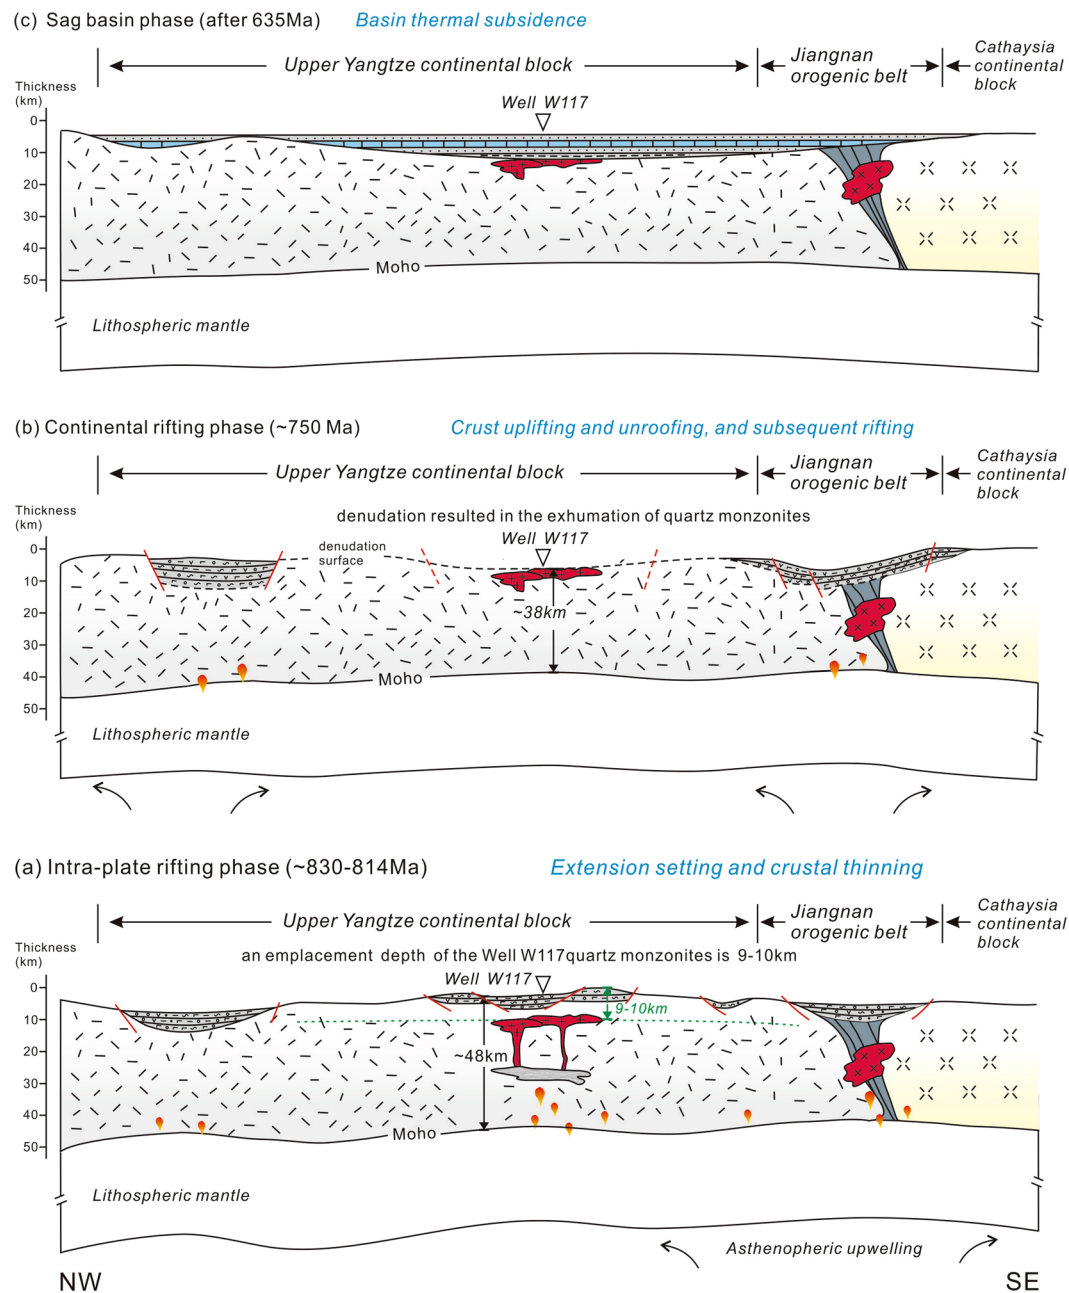 (c) Sag basin phase (after 635Ma) Basin thermal subsidence
Upper Yangtze continental block
Jiangnan
orogenic belt
Cathaysia
continental
block
Thickness
(km)
Well W117
0
10
20
30
40
50
Moho
Lithospheric mantle
(b) Continental rifting phase (~750 Ma) Crust uplifting and unroofing, and subsequent rifting
Upper Yangtze continental block
Jiangnan
orogenic belt
Cathaysia
continental
block
Thickness
(km)
denudation resulted in the exhumation of quartz monzonites
Well W117
denudation
surface
0
10
20
30
40
50
~38km
Moho
Lithospheric mantle
(a) Intra-plate rifting phase (~830-814Ma) Extension setting and crustal thinning
Upper Yangtze continental block
Jiangnan
orogenic belt
Cathaysia
continental
block
Thickness
(km)
an emplacement depth of the Well W117quartz monzonites is 9-10km
Well W117
0
10
20
30
40
50
9-10km
~48km
Moho
Lithospheric mantle
Asthenopheric upwelling
NW SE